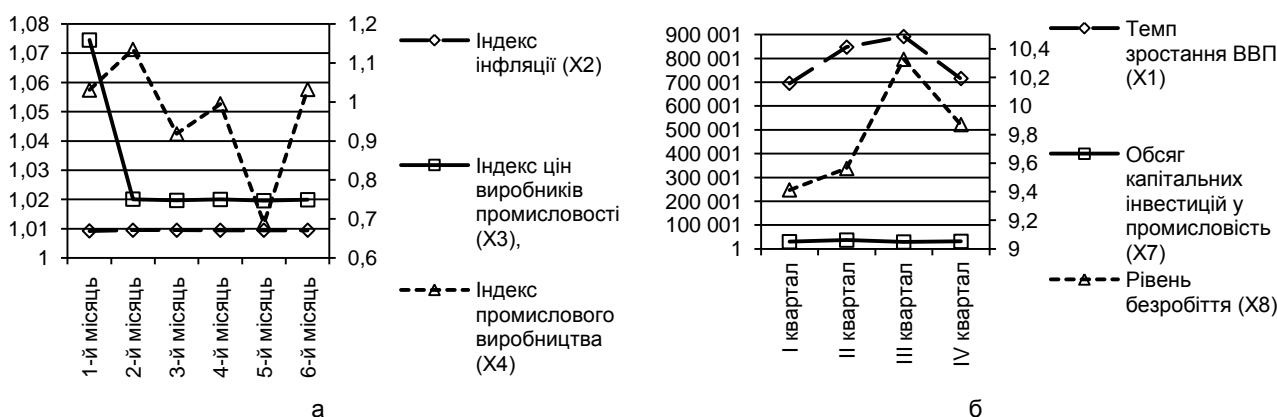 1,08
1,07
1,06
1,05
1,04
1,03
1,02
1,01
1
1,2
1,1
1
0,9
0,8
0,7
0,6
1-й місяць
2-й місяць
3-й місяць
4-й місяць
5-й місяць
6-й місяць
Індекс
інфляції (Х2)
Індекс цін
виробників
промисловості
(Х3),
Індекс
промислового
виробництва
(Х4)
а
900 001
800 001
700 001
600 001
500 001
400 001
300 001
200 001
100 001
1
10,4
10,2
10
9,8
9,6
9,4
9,2
9
I квартал
II квартал
III квартал
IV квартал
Темп
зростання ВВП
(Х1)
Обсяг
капітальних
інвестицій у
промисловість
(Х7)
Рівень
безробіття (Х8)
б